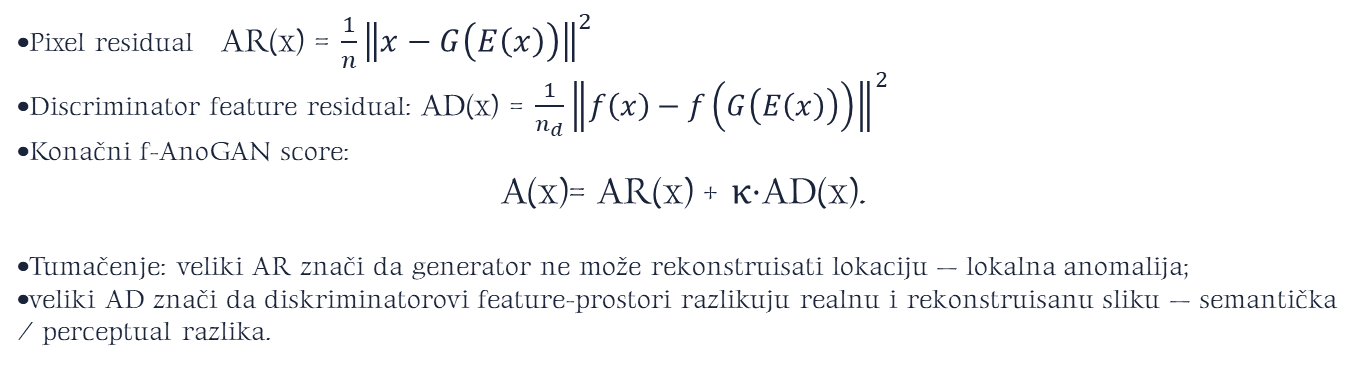 •Pixel residual AR(x) = 1/n ‖x − G(E(x))‖²
•Discriminator feature residual: AD(x) = 1/n_d ‖f(x) − f(G(E(x)))‖²
•Konačni f-AnoGAN score:
A(x)= AR(x) + κ·AD(x).
•Tumačenje: veliki AR znači da generator ne može rekonstruisati lokaciju — lokalna anomalija;
•veliki AD znači da diskriminatorovi feature-prostori razlikuju realnu i rekonstruisanu sliku — semantička
/ perceptual razlika.